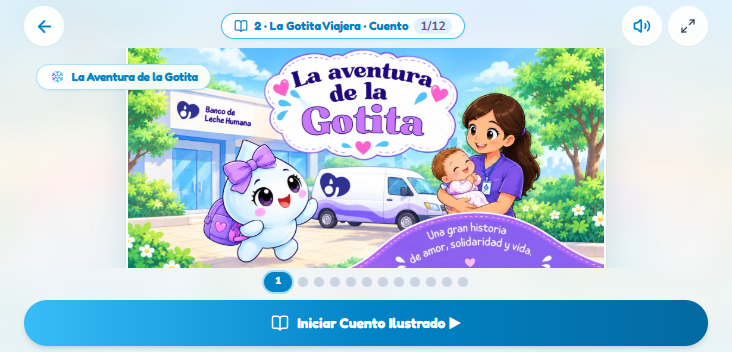 2 · La Gotita Viajera · Cuento 1/12
La Aventura de la Gotita
La aventura
de la
Gotita
Banco de
Leche Humana
Una gran historia
de amor, solidaridad y vida.
1
Iniciar Cuento Ilustrado ▶